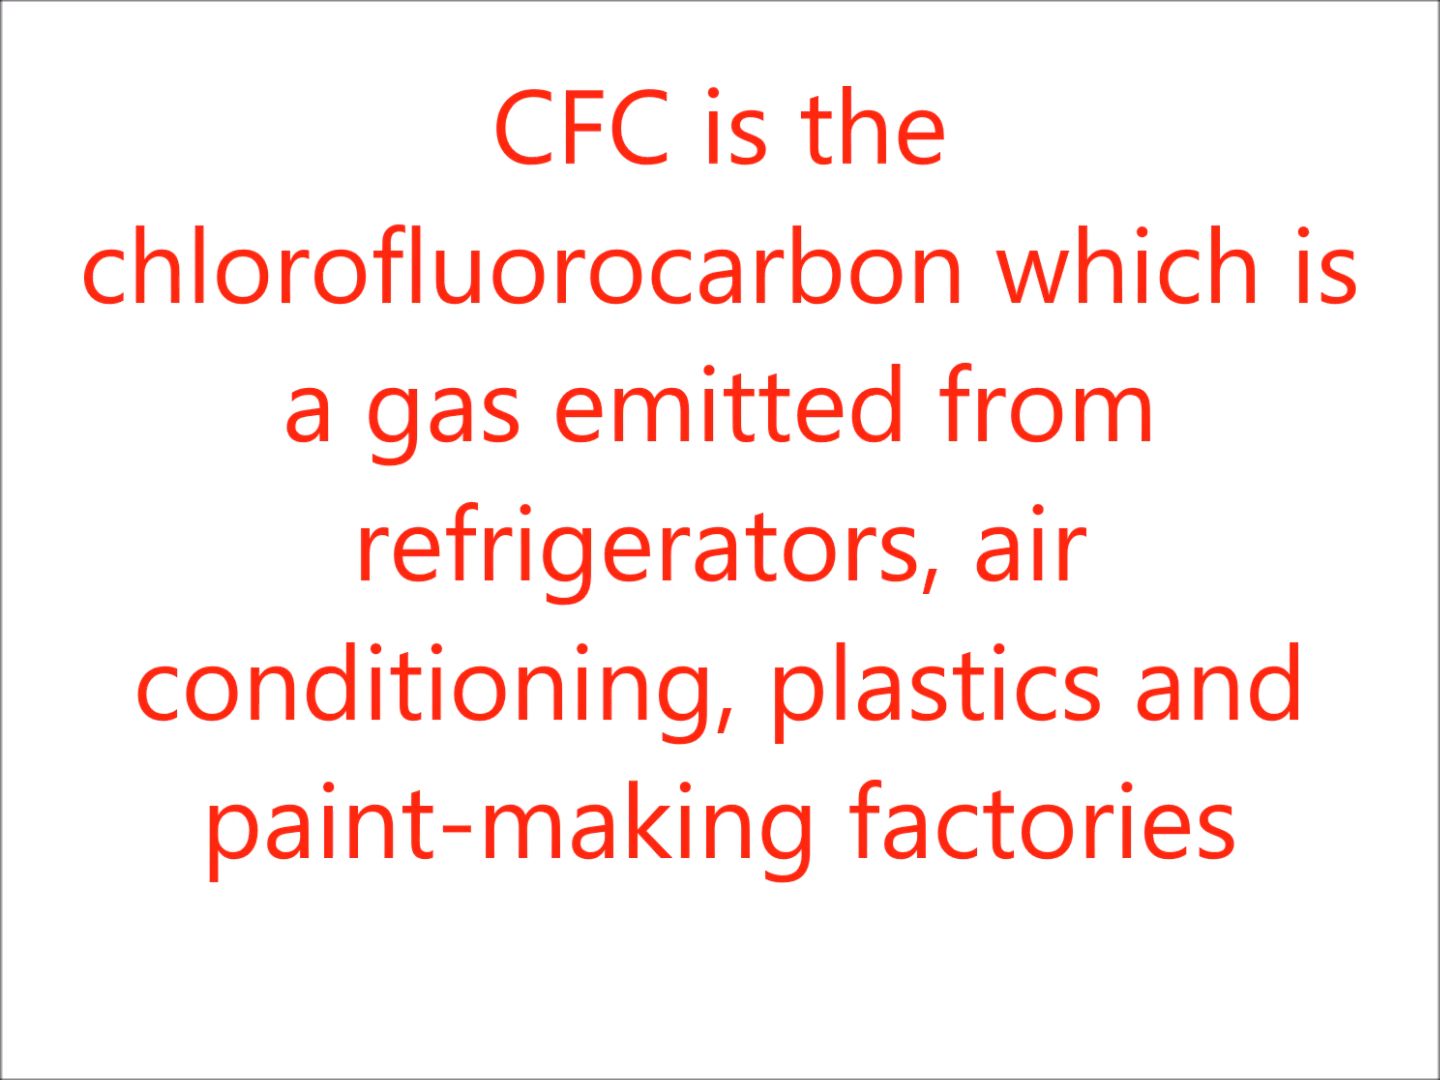 CFC is the
chlorofluorocarbon which is
a gas emitted from
refrigerators, air
conditioning, plastics and
paint-making factories